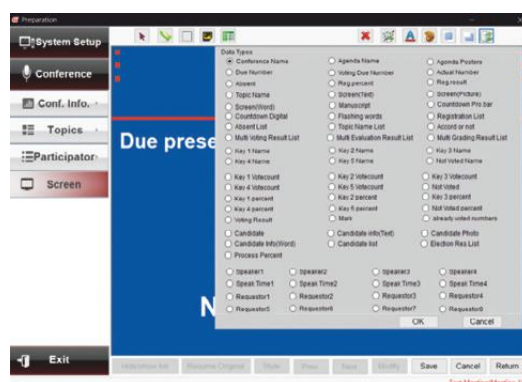 Preparation
System Setup
Conference
Conf. Info.
Topics
Participator
Screen
Exit
Due prese
N
Data Types
Conference Name Agenda Name Agenda Posters
Due Number Voting Due Number Actual Number
Absent Reg percent Reg.result
Topic Name Screen(Text) Screen(Picture)
Screen(Word) Manuscript Countdown Pro.bar
Countdown Digital Flashing words Registration List
Absent List Topic Name List Accord or not
Multi Voting Result List Multi Evaluation Result List Multi Grading Result List
Key 1 Name Key 2 Name Key 3 Name
Key 4 Name Key 5 Name Not Voted Name
Key 1 Votecount Key 2 Votecount Key 3 Votecount
Key 4 Votecount Key 5 Votecount Not Voted
Key 1 percent Key 2 percent Key 3 percent
Key 4 percent Key 5 percent Not Voted percent
Voting Result Mark already voted numbers
Candidate Candidate info(Text) Candidate Photo
Candidate Info(Word) Candidate list Election Res.List
Process Percent
Speaker1 Speaker2 Speaker3 Speaker4
Speak Time1 Speak Time2 Speak Time3 Speak Time4
Requestor1 Requestor2 Requestor3 Requestor4
Requestor5 Requestor6 Requestor7 Requestor8
OK Cancel
Prev Next Modify Save Cancel Return